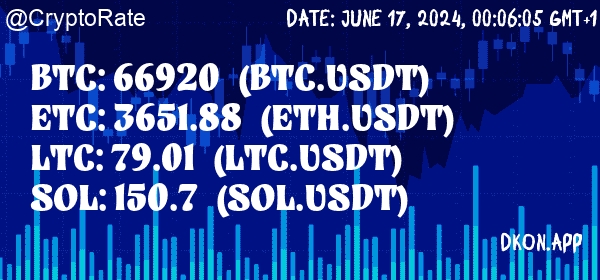 @CryptoRate
DATE: JUNE 17, 2024, 00:06:05 GMT+1
BTC: 66920 (BTC.USDT)
ETC: 3651.88 (ETH.USDT)
LTC: 79.01 (LTC.USDT)
SOL: 150.7 (SOL.USDT)
DKON.APP